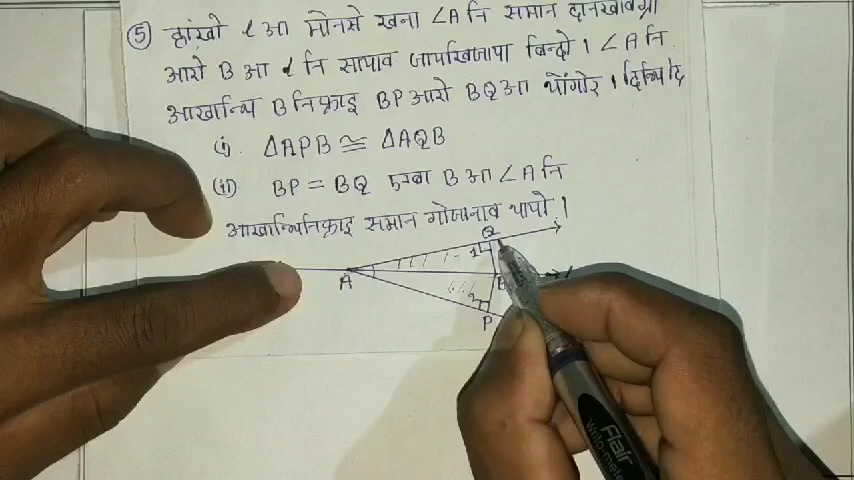 ⑤ हांखो l आ मोनसे खना ∠A नि समान दानखावग्रा
आरो B आ l नि सापाव जायखिजाया बिन्दो। ∠A नि
आखान्थि B निफ्राइ BP आरो BQ आ थोंगोर। दिन्थि दि
(i). △APB ≅ △AQB
(ii) BP = BQ एबा B आ ∠A नि
आखान्थिनिफ्राइ समान गोजानाव थायो।
Q
A
B
P
Flair